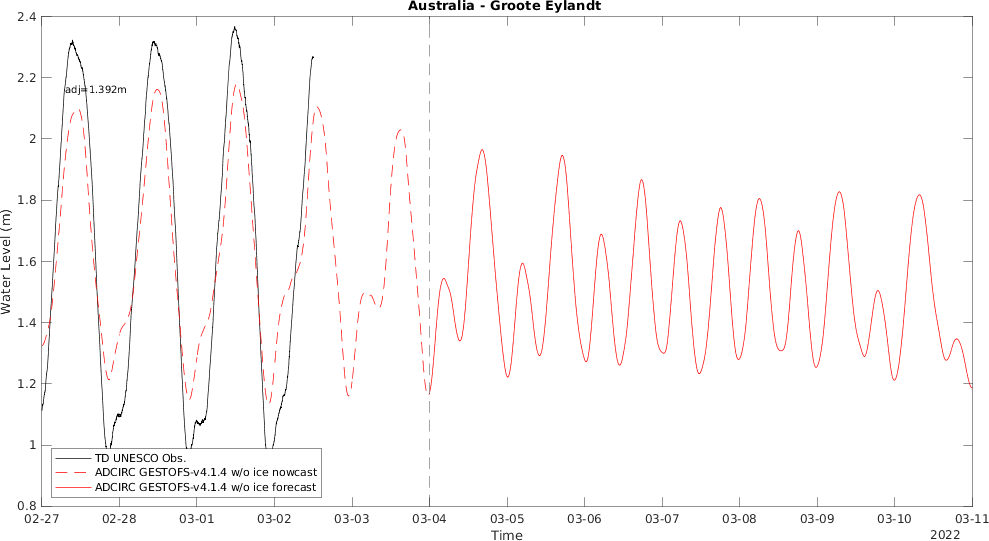 Australia - Groote Eylandt
2.4
2.2
adj=1.392m
2
1.8
1.6
1.4
1.2
1
0.8
Water Level (m)
TD UNESCO Obs.
ADCIRC GESTOFS-v4.1.4 w/o ice nowcast
ADCIRC GESTOFS-v4.1.4 w/o ice forecast
02-27 02-28 03-01 03-02 03-03 03-04 03-05 03-06 03-07 03-08 03-09 03-10 03-11
Time
2022